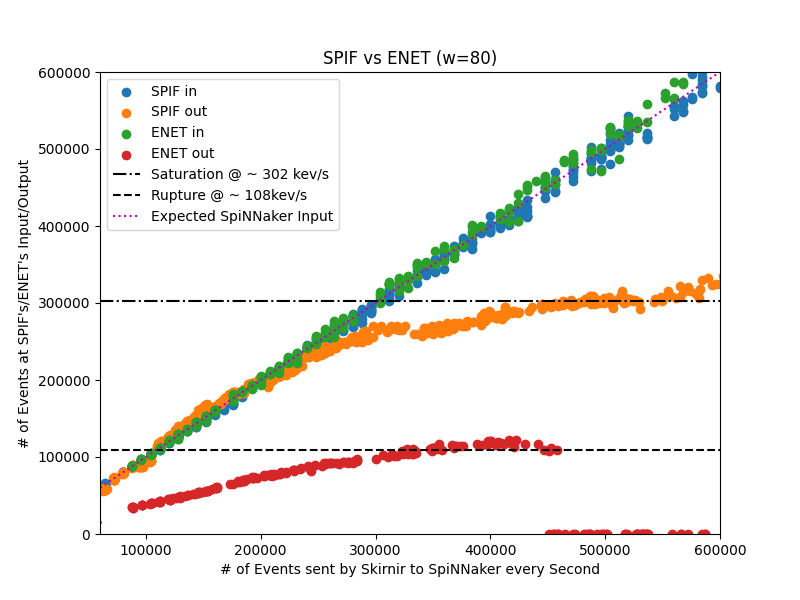 SPIF vs ENET (w=80)
600000
500000
400000
300000
200000
100000
0
# of Events at SPIF's/ENET's Input/Output
SPIF in
SPIF out
ENET in
ENET out
Saturation @ ~ 302 kev/s
Rupture @ ~ 108kev/s
Expected SpiNNaker Input
100000 200000 300000 400000 500000 600000
# of Events sent by Skirnir to SpiNNaker every Second